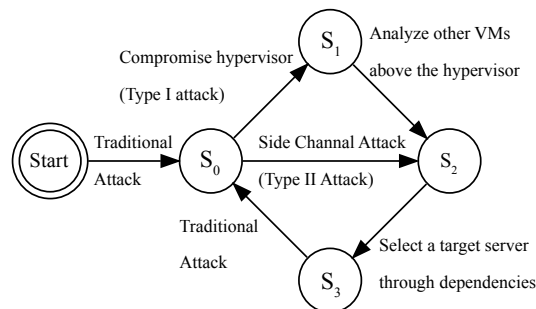 S1
Analyze other VMs
above the hypervisor
Compromise hypervisor
(Type I attack)
Start
Traditional
Attack
S0
Side Channal Attack
(Type II Attack)
S2
Traditional
Attack
S3
Select a target server
through dependencies